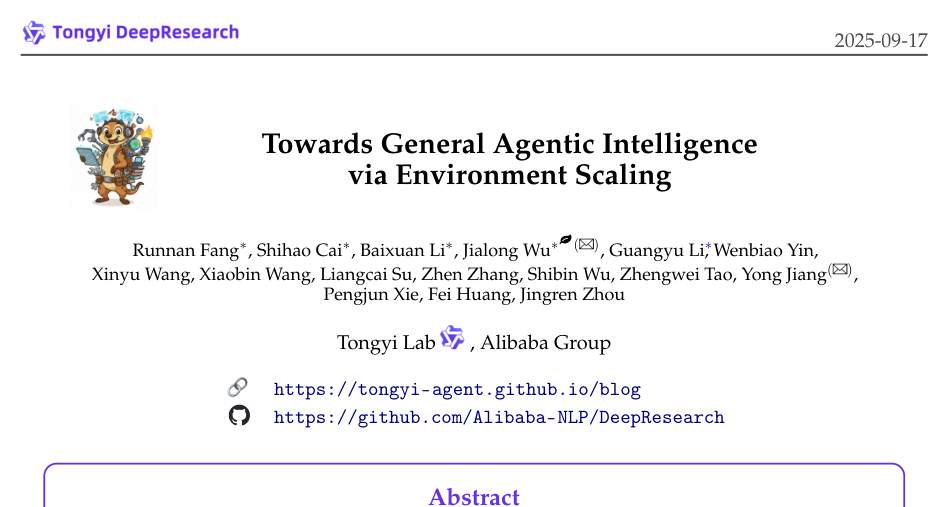 Tongyi DeepResearch
2025-09-17
Towards General Agentic Intelligence
via Environment Scaling
Runnan Fang*, Shihao Cai*, Baixuan Li*, Jialong Wu*(✉), Guangyu Li*, Wenbiao Yin,
Xinyu Wang, Xiaobin Wang, Liangcai Su, Zhen Zhang, Shibin Wu, Zhengwei Tao, Yong Jiang(✉),
Pengjun Xie, Fei Huang, Jingren Zhou
Tongyi Lab , Alibaba Group
https://tongyi-agent.github.io/blog
https://github.com/Alibaba-NLP/DeepResearch
Abstract